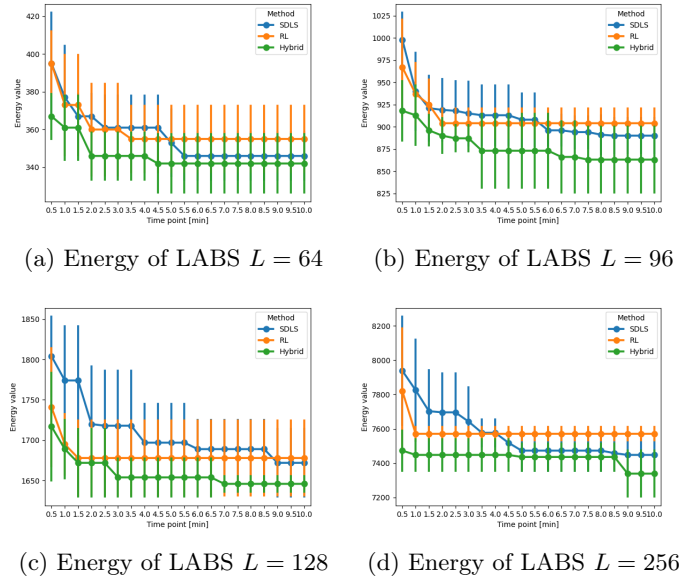 Method
SDLS
RL
Hybrid
420
400
380
360
340
Energy value
0.5 1.0 1.5 2.0 2.5 3.0 3.5 4.0 4.5 5.0 5.5 6.0 6.5 7.0 7.5 8.0 8.5 9.0 9.5 10.0
Time point [min]
(a) Energy of LABS L = 64
Method
SDLS
RL
Hybrid
1025
1000
975
950
925
900
875
850
825
Energy value
0.5 1.0 1.5 2.0 2.5 3.0 3.5 4.0 4.5 5.0 5.5 6.0 6.5 7.0 7.5 8.0 8.5 9.0 9.5 10.0
Time point [min]
(b) Energy of LABS L = 96
Method
SDLS
RL
Hybrid
1850
1800
1750
1700
1650
Energy value
0.5 1.0 1.5 2.0 2.5 3.0 3.5 4.0 4.5 5.0 5.5 6.0 6.5 7.0 7.5 8.0 8.5 9.0 9.5 10.0
Time point [min]
(c) Energy of LABS L = 128
Method
SDLS
RL
Hybrid
8200
8000
7800
7600
7400
7200
Energy value
0.5 1.0 1.5 2.0 2.5 3.0 3.5 4.0 4.5 5.0 5.5 6.0 6.5 7.0 7.5 8.0 8.5 9.0 9.5 10.0
Time point [min]
(d) Energy of LABS L = 256